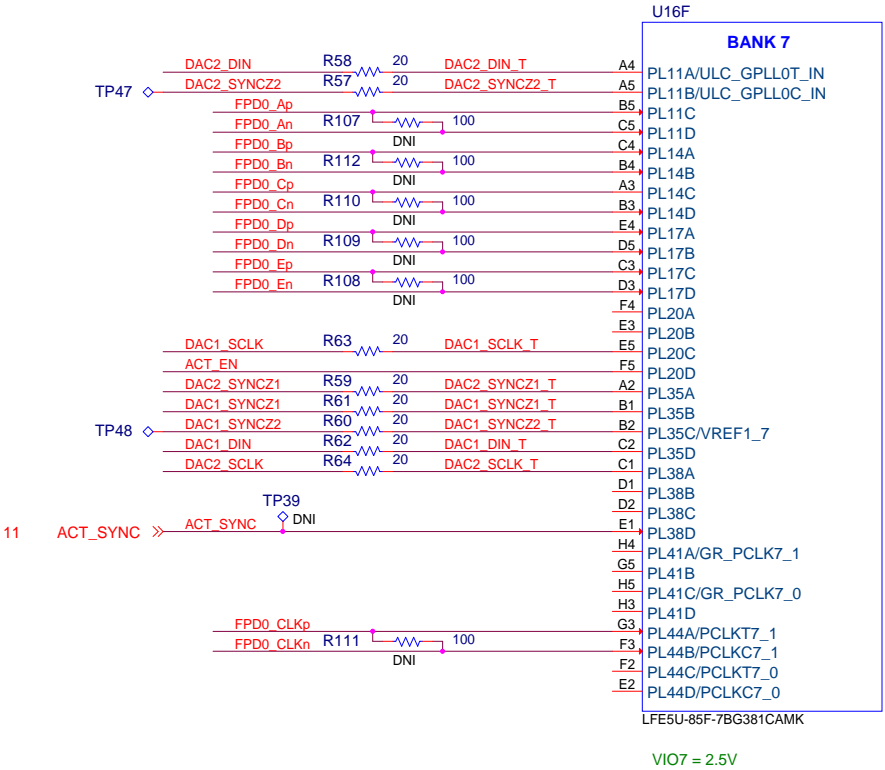 U16F
BANK 7
DAC2_DIN R58 20 DAC2_DIN_T A4 PL11A/ULC_GPLL0T_IN
TP47 DAC2_SYNCZ2 R57 20 DAC2_SYNCZ2_T A5 PL11B/ULC_GPLL0C_IN
FPD0_Ap B5 PL11C
FPD0_An R107 100 C5 PL11D
DNI
FPD0_Bp C4 PL14A
FPD0_Bn R112 100 B4 PL14B
DNI
FPD0_Cp A3 PL14C
FPD0_Cn R110 100 B3 PL14D
DNI
FPD0_Dp E4 PL17A
FPD0_Dn R109 100 D5 PL17B
DNI
FPD0_Ep C3 PL17C
FPD0_En R108 100 D3 PL17D
DNI
F4 PL20A
E3 PL20B
DAC1_SCLK R63 20 DAC1_SCLK_T E5 PL20C
ACT_EN F5 PL20D
DAC2_SYNCZ1 R59 20 DAC2_SYNCZ1_T A2 PL35A
DAC1_SYNCZ1 R61 20 DAC1_SYNCZ1_T B1 PL35B
TP48 DAC1_SYNCZ2 R60 20 DAC1_SYNCZ2_T B2 PL35C/VREF1_7
DAC1_DIN R62 20 DAC1_DIN_T C2 PL35D
DAC2_SCLK R64 20 DAC2_SCLK_T C1 PL38A
D1 PL38B
TP39
DNI
D2 PL38C
11 ACT_SYNC ACT_SYNC E1 PL38D
H4 PL41A/GR_PCLK7_1
G5 PL41B
H5 PL41C/GR_PCLK7_0
H3 PL41D
FPD0_CLKp G3 PL44A/PCLKT7_1
FPD0_CLKn R111 100 F3 PL44B/PCLKC7_1
DNI
F2 PL44C/PCLKT7_0
E2 PL44D/PCLKC7_0
LFE5U-85F-7BG381CAMK
VIO7 = 2.5V